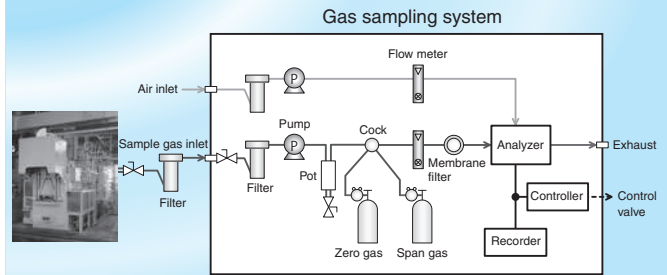 Gas sampling system
Flow meter
P
Air inlet
Pump
Cock
Sample gas inlet
P
Analyzer
Exhaust
Membrane
filter
Pot
Filter
Filter
Controller
Control
valve
Recorder
Zero gas
Span gas